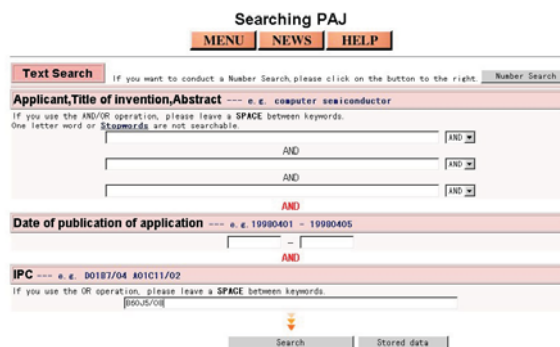 Searching PAJ
MENU NEWS HELP
Text Search If you want to conduct a Number Search, please click on the button to the right. Number Search
Applicant,Title of invention,Abstract --- e.g. computer semiconductor
If you use the AND/OR operation, please leave a SPACE between keywords.
One letter word or Stopwords are not searchable.
AND
AND
AND
AND
AND
AND
Date of publication of application --- e.g.19980401 - 19980405
-
AND
IPC --- e.g. D01B7/04 A01C11/02
If you use the OR operation, please leave a SPACE between keywords.
B60J5/00
Search Stored data